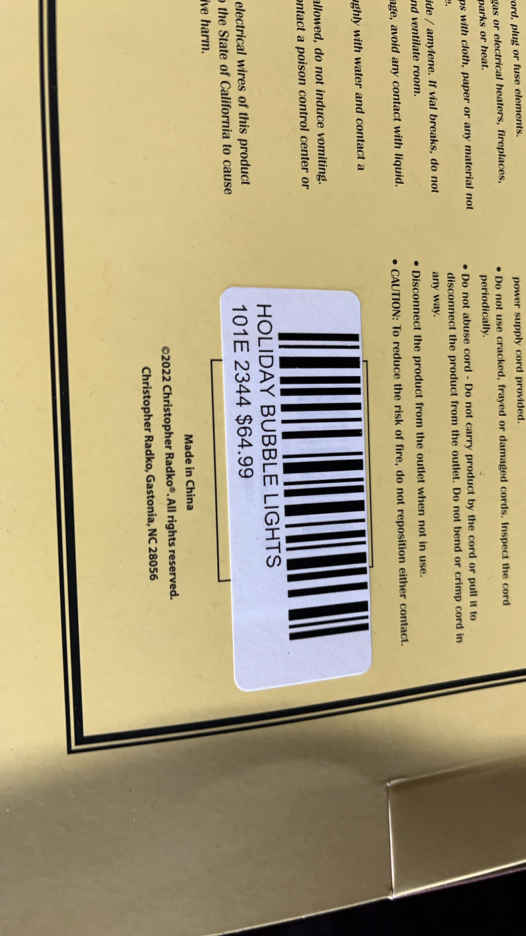 ord, plug or fuse elements.
gas or electrical heaters, fireplaces,
parks or heat.
ps with cloth, paper or any material not
ide / amylene. If vial breaks, do not
nd ventilate room.
age, avoid any contact with liquid.
ghly with water and contact a
allowed, do not induce vomiting.
ontact a poison control center or
electrical wires of this product
the State of California to cause
ive harm.
power supply cord provided.
• Do not use cracked, frayed or damaged cords. Inspect the cord
periodically.
• Do not abuse cord - Do not carry product by the cord or pull it to
disconnect the product from the outlet. Do not bend or crimp cord in
any way.
• Disconnect the product from the outlet when not in use.
• CAUTION: To reduce the risk of fire, do not reposition either contact.
HOLIDAY BUBBLE LIGHTS
101E 2344 $64.99
Made in China
©2022 Christopher Radko®. All rights reserved.
Christopher Radko, Gastonia, NC 28056